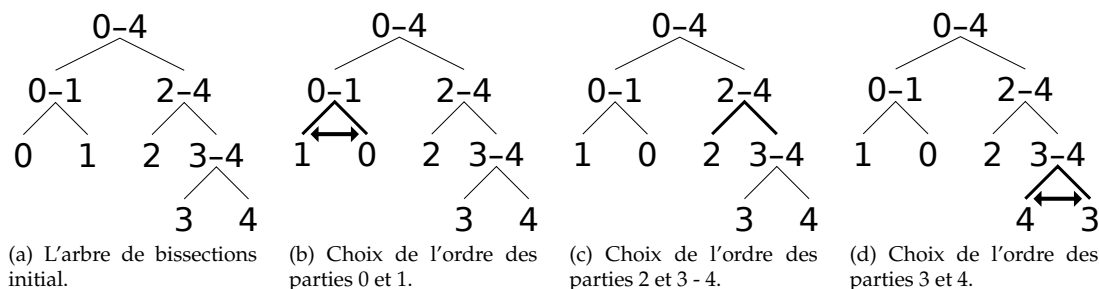 0–4 0–4 0–4 0–4
0–1 2–4 0–1 2–4 0–1 2–4 0–1 2–4
0 1 2 3–4 1 0 2 3–4 1 0 2 3–4 1 0 2 3–4
3 4 3 4 3 4 4 3
(a) L'arbre de bissections
initial.
(b) Choix de l'ordre des
parties 0 et 1.
(c) Choix de l'ordre des
parties 2 et 3 - 4.
(d) Choix de l'ordre des
parties 3 et 4.